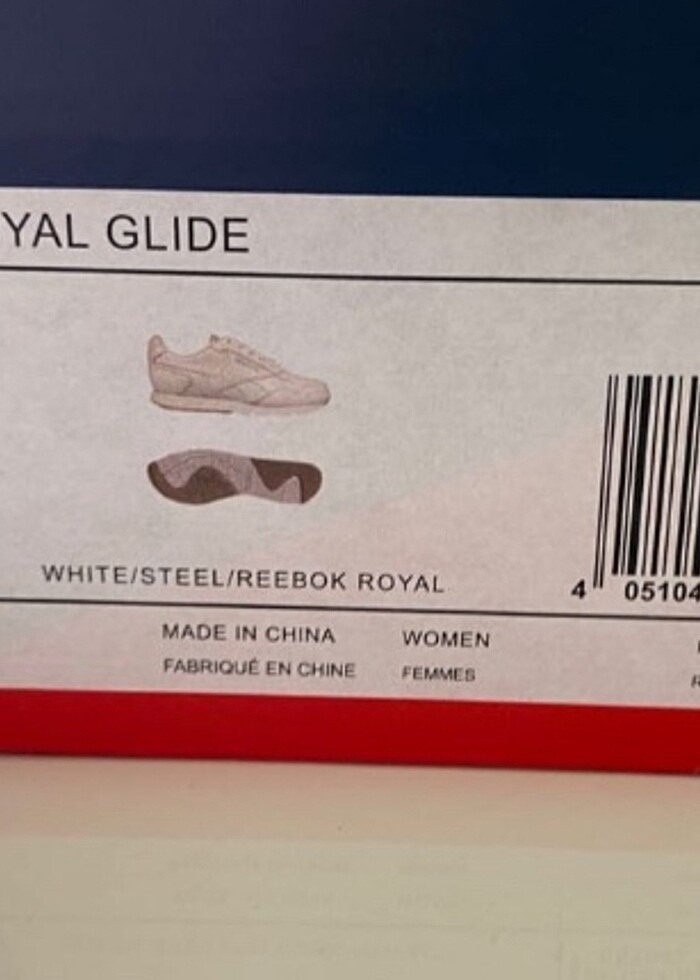 YAL GLIDE
WHITE/STEEL/REEBOK ROYAL
4 05104
MADE IN CHINA WOMEN
FABRIQUÉ EN CHINE FEMMES